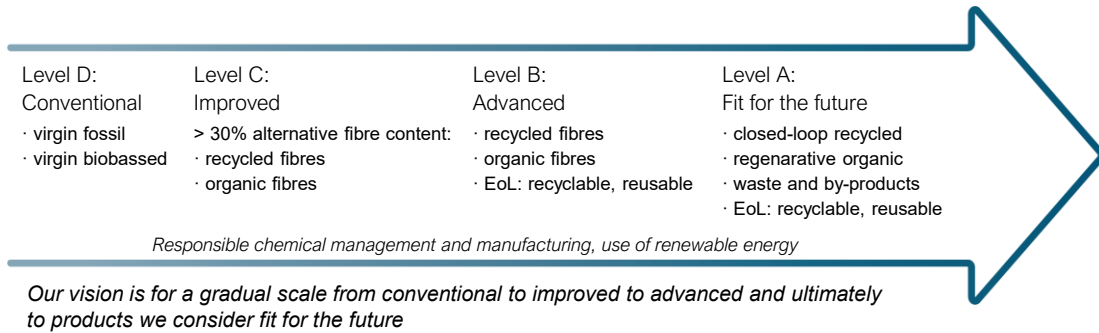 Level D:
Conventional
· virgin fossil
· virgin biobassed
Level C:
Improved
> 30% alternative fibre content:
· recycled fibres
· organic fibres
Level B:
Advanced
· recycled fibres
· organic fibres
· EoL: recyclable, reusable
Level A:
Fit for the future
· closed-loop recycled
· regenarative organic
· waste and by-products
· EoL: recyclable, reusable
Responsible chemical management and manufacturing, use of renewable energy
Our vision is for a gradual scale from conventional to improved to advanced and ultimately
to products we consider fit for the future